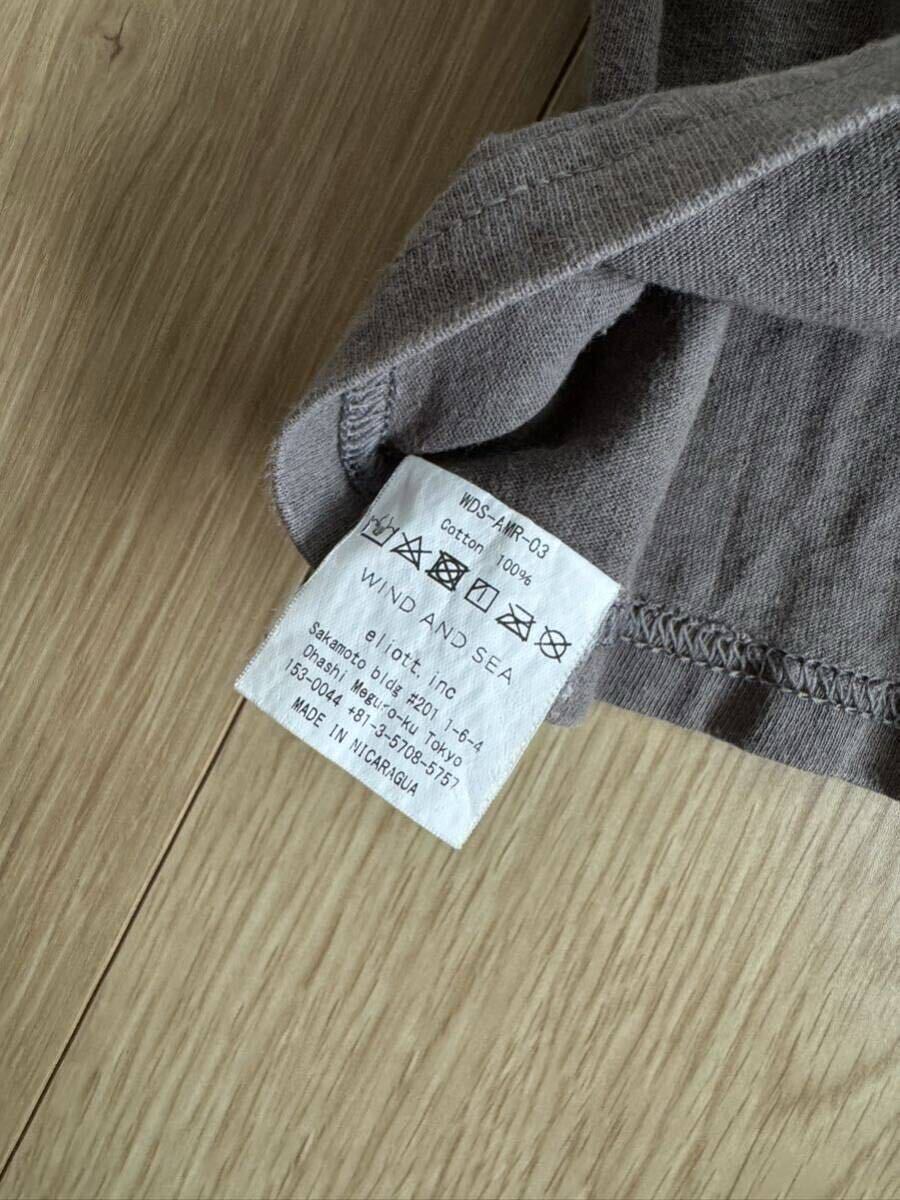 WDS-AMR-03
Cotton 100%
WIND AND SEA
eliott, inc
Sakamoto bldg #201 1-6-4
Ohashi Meguro-ku Tokyo
153-0044 +81-3-5708-5757
MADE IN NICARAGUA